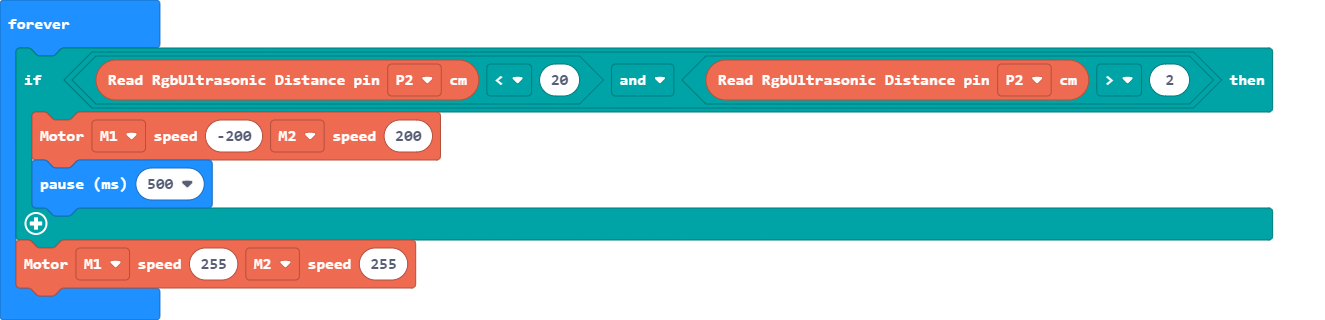 forever
if Read RgbUltrasonic Distance pin P2 cm < 20 and Read RgbUltrasonic Distance pin P2 cm > 2 then
Motor M1 speed -200 M2 speed 200
pause (ms) 500
Motor M1 speed 255 M2 speed 255